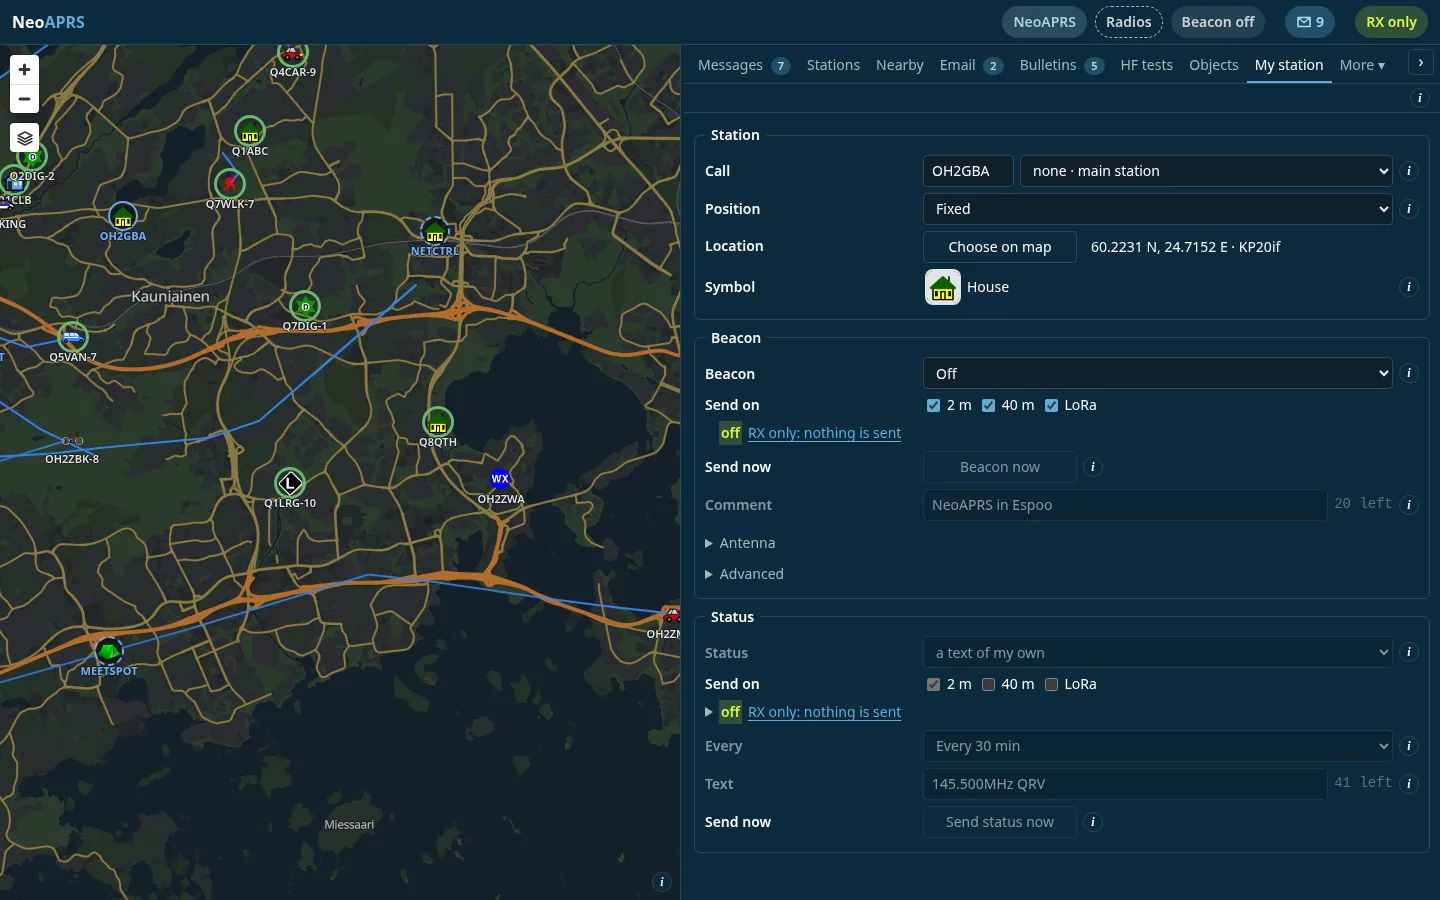 NeoAPRS
NeoAPRS
Radios
Beacon off
9
RX only
Messages 7
Stations
Nearby
Email 2
Bulletins 5
HF tests
Objects
My station
More ▾
›
+
−
Q4CAR-9
Q1ABC
Q2DIG-2
Q7WLK-7
KING
OH2GBA
NETCTRL
Kauniainen
D
Q7DIG-1
Q5VAN-7
Q8QTH
OH2ZBK-8
L
Q1LRG-10
WX
OH2ZWA
MEETSPOT
Miessaari
i
i
Station
Call
OH2GBA
none · main station
i
Position
Fixed
i
Location
Choose on map
60.2231 N, 24.7152 E · KP20if
Symbol
House
i
Beacon
Beacon
Off
i
Send on
2 m
40 m
LoRa
off RX only: nothing is sent
Send now
Beacon now
i
Comment
NeoAPRS in Espoo
20 left
i
▶ Antenna
▶ Advanced
Status
Status
a text of my own
i
Send on
2 m
40 m
LoRa
▶ off RX only: nothing is sent
Every
Every 30 min
i
Text
145.500MHz QRV
41 left
i
Send now
Send status now
i